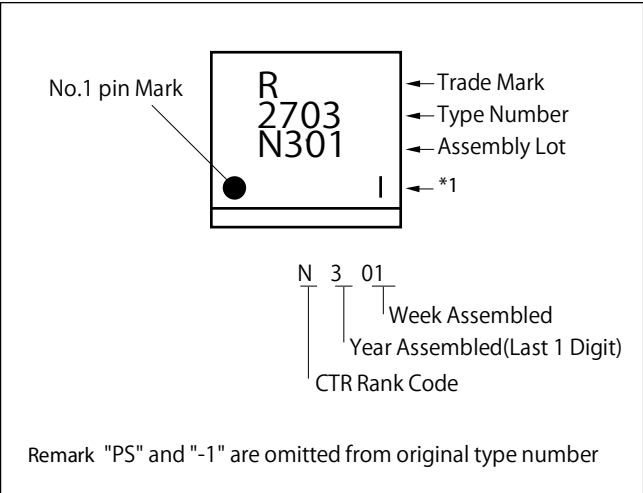 No.1 pin Mark
R
2703
N301
I
Trade Mark
Type Number
Assembly Lot
*1
N 3 01
Week Assembled
Year Assembled(Last 1 Digit)
CTR Rank Code
Remark "PS" and "-1" are omitted from original type number